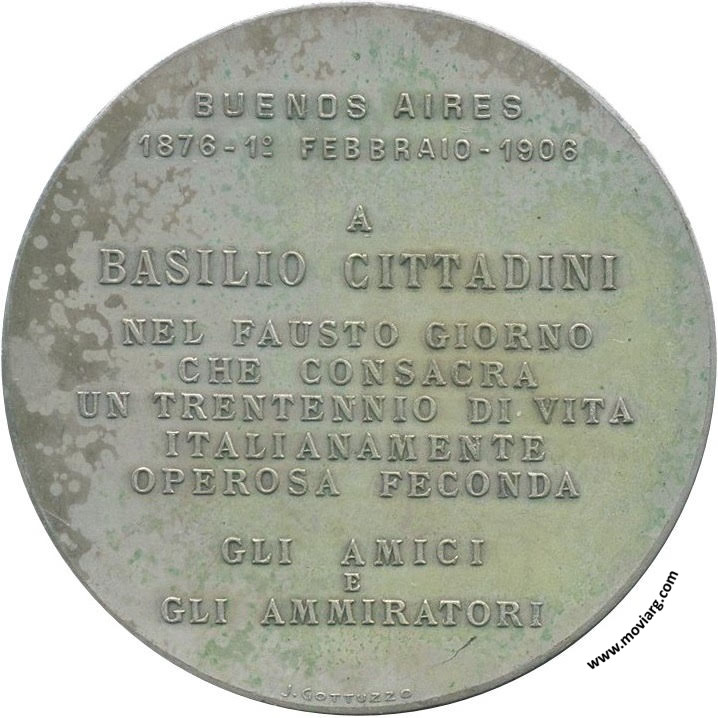 BUENOS AIRES
1876-1º FEBBRAIO-1906
A
BASILIO CITTADINI
NEL FAUSTO GIORNO
CHE CONSACRA
UN TRENTENNIO DI VITA
ITALIANAMENTE
OPEROSA FECONDA
GLI AMICI
E
GLI AMMIRATORI
J. GOTTUZZO
www.moviarg.com